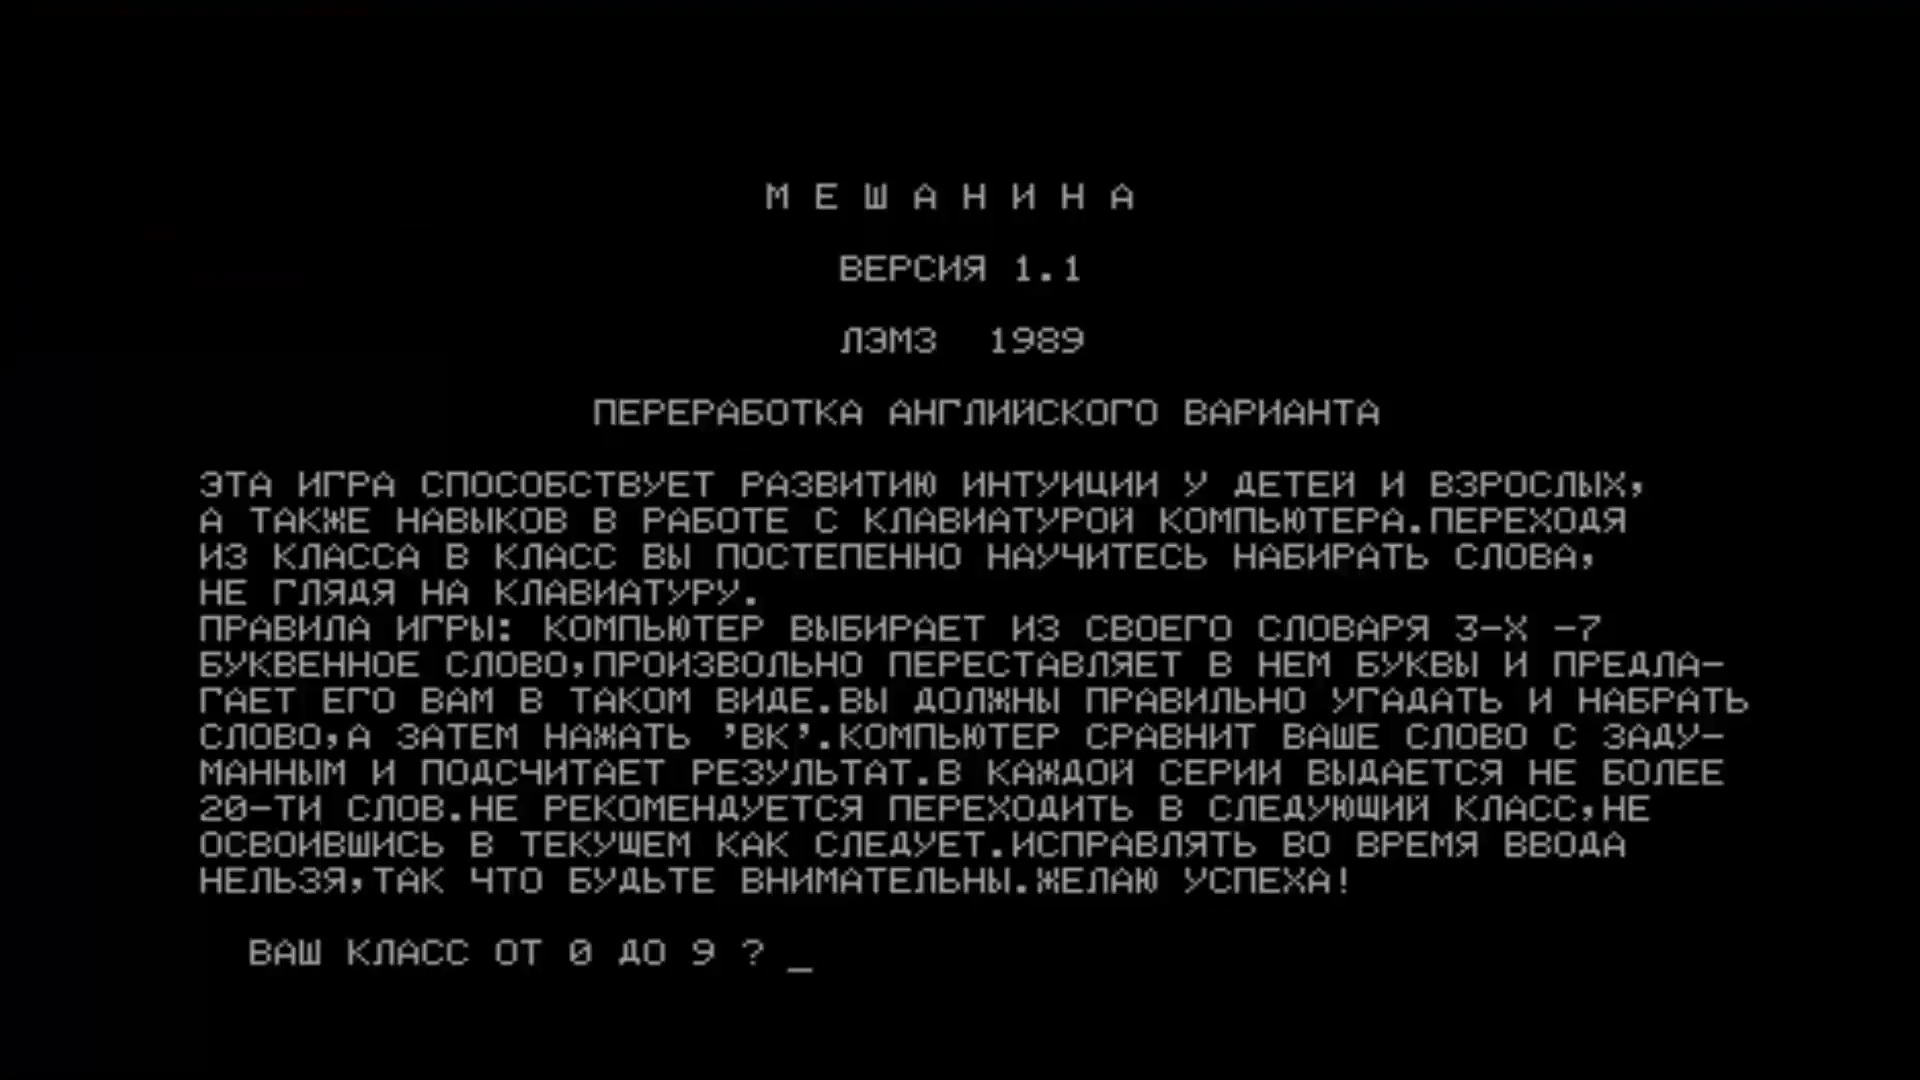 М Е Ш А Н И Н А
ВЕРСИЯ 1.1
ЛЭМЗ 1989
ПЕРЕРАБОТКА АНГЛИЙСКОГО ВАРИАНТА
ЭТА ИГРА СПОСОБСТВУЕТ РАЗВИТИЮ ИНТУИЦИИ У ДЕТЕЙ И ВЗРОСЛЫХ,
А ТАКЖЕ НАВЫКОВ В РАБОТЕ С КЛАВИАТУРОЙ КОМПЬЮТЕРА.ПЕРЕХОДЯ
ИЗ КЛАССА В КЛАСС ВЫ ПОСТЕПЕННО НАУЧИТЕСЬ НАБИРАТЬ СЛОВА,
НЕ ГЛЯДЯ НА КЛАВИАТУРУ.
ПРАВИЛА ИГРЫ: КОМПЬЮТЕР ВЫБИРАЕТ ИЗ СВОЕГО СЛОВАРЯ 3-Х -7
БУКВЕННОЕ СЛОВО,ПРОИЗВОЛЬНО ПЕРЕСТАВЛЯЕТ В НЕМ БУКВЫ И ПРЕДЛА-
ГАЕТ ЕГО ВАМ В ТАКОМ ВИДЕ.ВЫ ДОЛЖНЫ ПРАВИЛЬНО УГАДАТЬ И НАБРАТЬ
СЛОВО,А ЗАТЕМ НАЖАТЬ 'ВК'.КОМПЬЮТЕР СРАВНИТ ВАШЕ СЛОВО С ЗАДУ-
МАННЫМ И ПОДСЧИТАЕТ РЕЗУЛЬТАТ.В КАЖДОЙ СЕРИИ ВЫДАЕТСЯ НЕ БОЛЕЕ
20-ТИ СЛОВ.НЕ РЕКОМЕНДУЕТСЯ ПЕРЕХОДИТЬ В СЛЕДУЮЩИЙ КЛАСС,НЕ
ОСВОИВШИСЬ В ТЕКУЩЕМ КАК СЛЕДУЕТ.ИСПРАВЛЯТЬ ВО ВРЕМЯ ВВОДА
НЕЛЬЗЯ,ТАК ЧТО БУДЬТЕ ВНИМАТЕЛЬНЫ.ЖЕЛАЮ УСПЕХА!
ВАШ КЛАСС ОТ 0 ДО 9 ? _